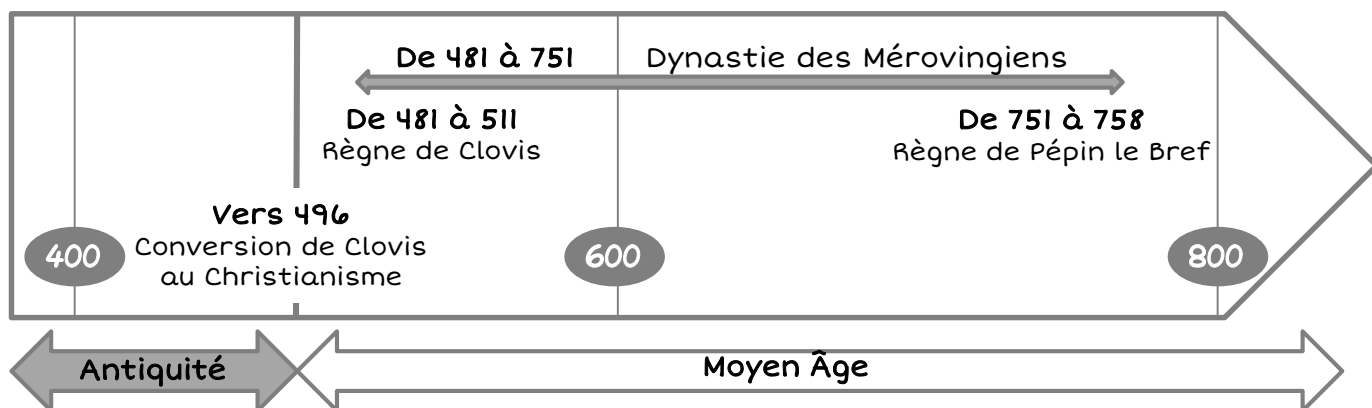 De 481 à 751 Dynastie des Mérovingiens
De 481 à 511
Règne de Clovis
De 751 à 758
Règne de Pépin le Bref
Vers 496
Conversion de Clovis
au Christianisme
400
600
800
Antiquité
Moyen Âge